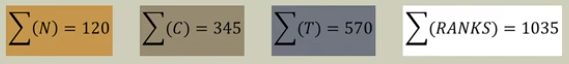 ∑(N) = 120 ∑(C) = 345 ∑(T) = 570 ∑(RANKS) = 1035